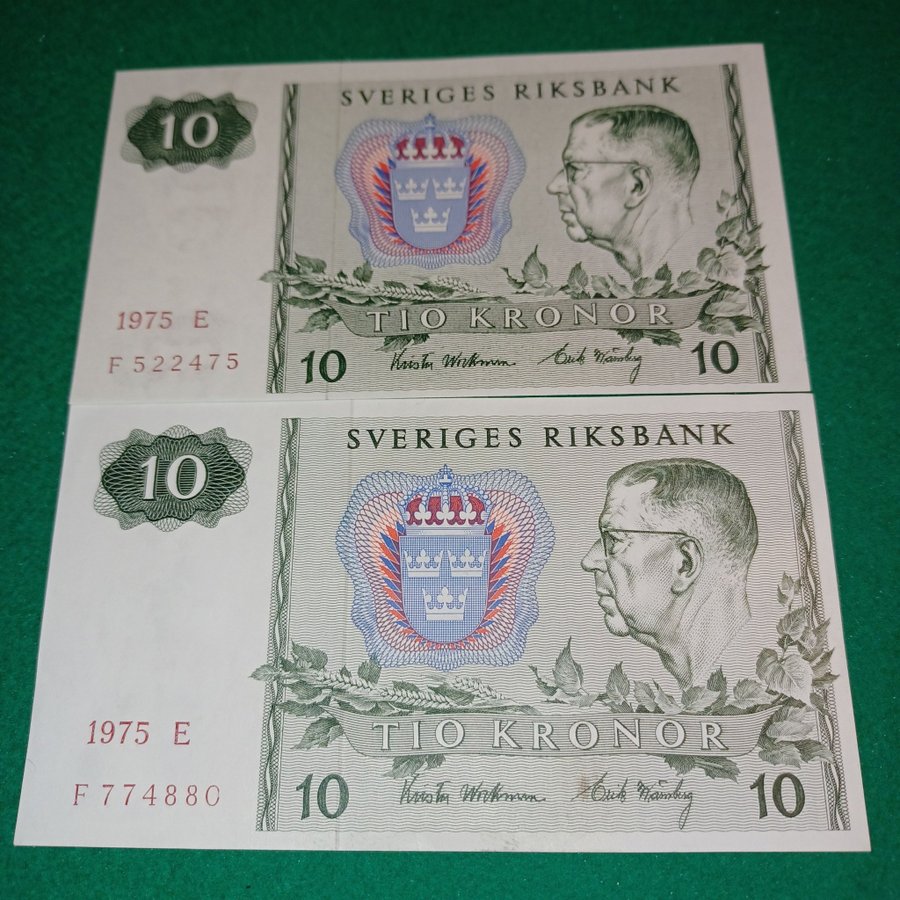 SVERIGES RIKSBANK
10
TIO KRONOR
1975 E
F 522475
10
10
SVERIGES RIKSBANK
10
TIO KRONOR
1975 E
F 774880
10
10